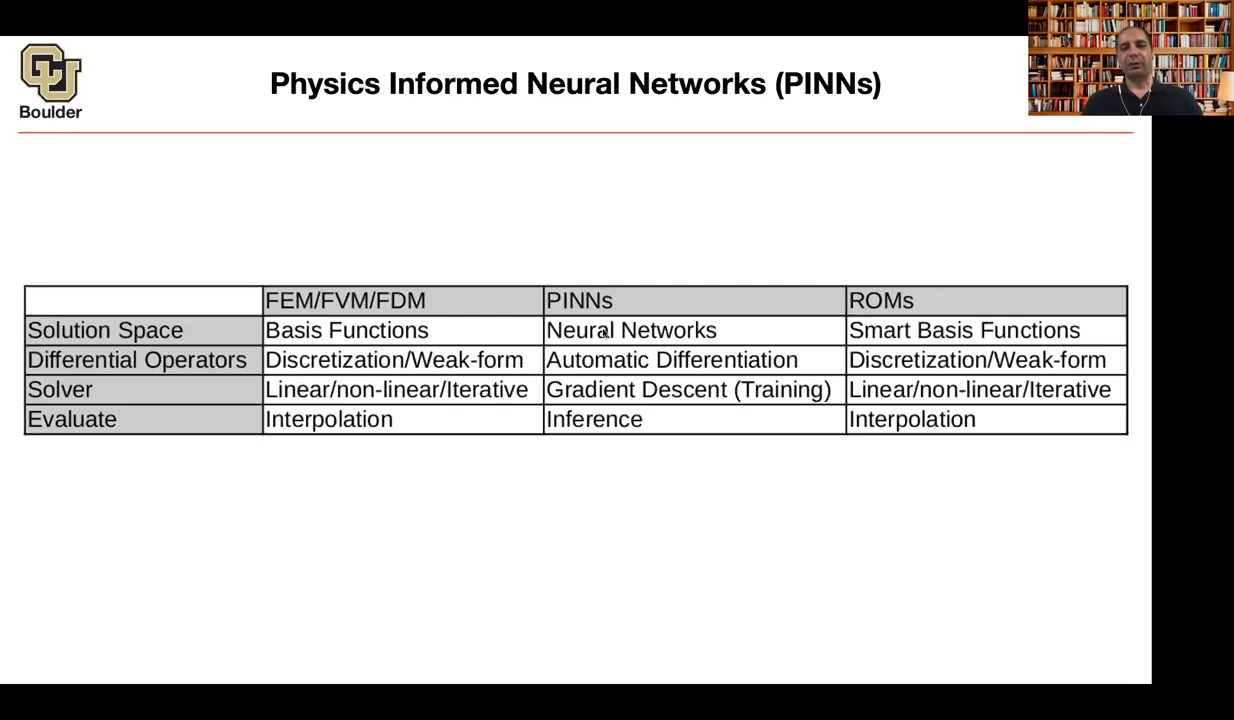 CU
Boulder
Physics Informed Neural Networks (PINNs)
FEM/FVM/FDM PINNs ROMs
Solution Space Basis Functions Neural Networks Smart Basis Functions
Differential Operators Discretization/Weak-form Automatic Differentiation Discretization/Weak-form
Solver Linear/non-linear/Iterative Gradient Descent (Training) Linear/non-linear/Iterative
Evaluate Interpolation Inference Interpolation